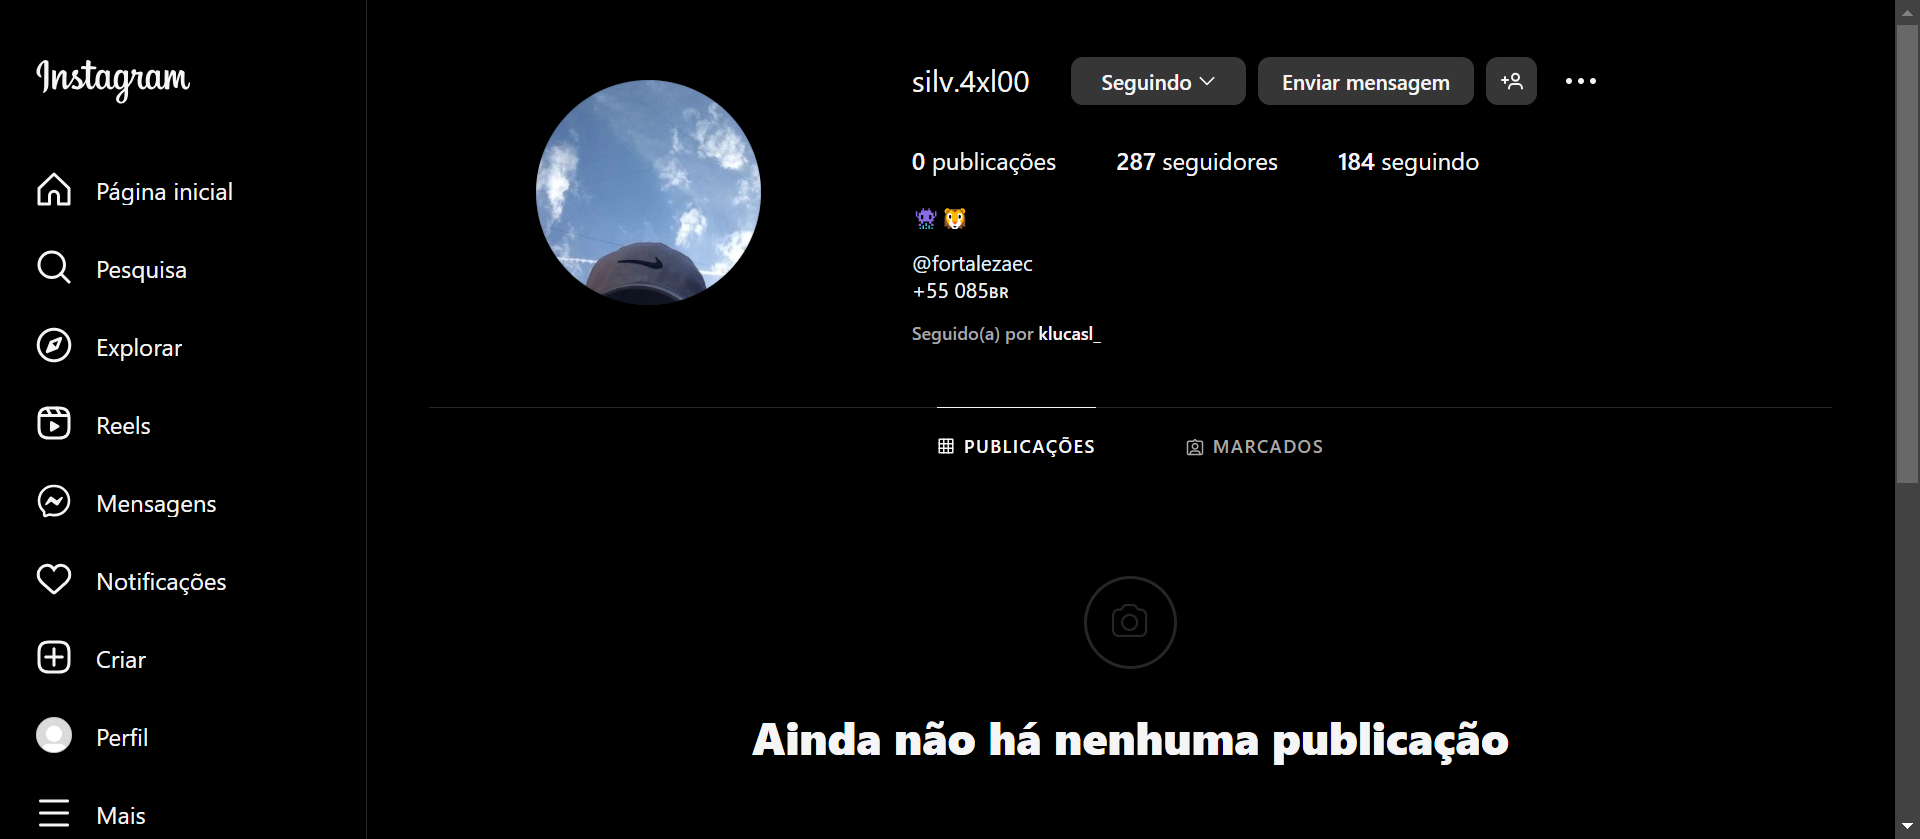 Instagram
Página inicial
Pesquisa
Explorar
Reels
Mensagens
Notificações
Criar
Perfil
Mais
silv.4xl00
Seguindo
Enviar mensagem
0 publicações 287 seguidores 184 seguindo
@fortalezaec
+55 085BR
Seguido(a) por klucasl_
PUBLICAÇÕES MARCADOS
Ainda não há nenhuma publicação